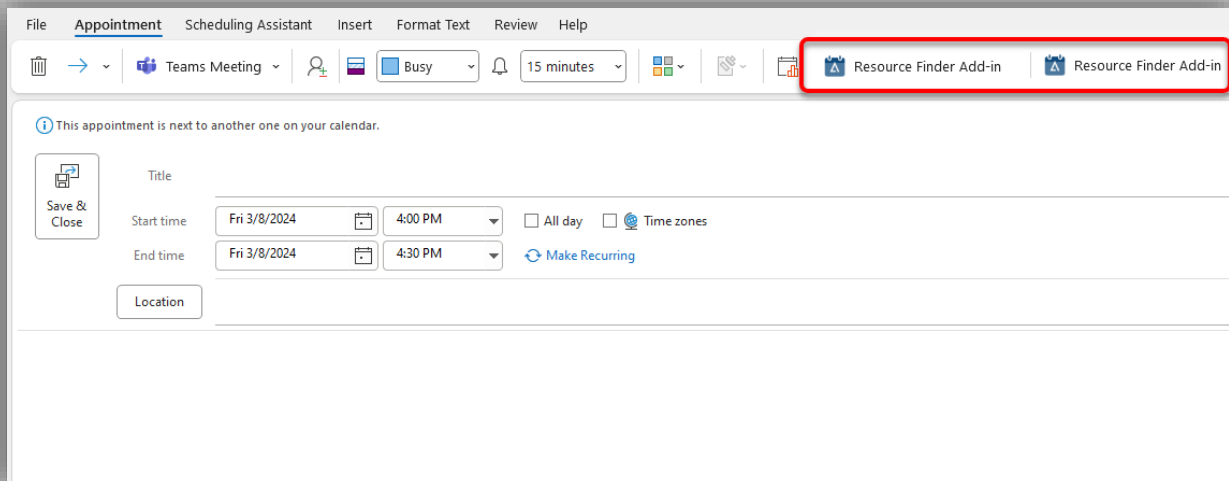 File Appointment Scheduling Assistant Insert Format Text Review Help
Teams Meeting Busy 15 minutes Resource Finder Add-in Resource Finder Add-in
This appointment is next to another one on your calendar.
Save &
Close
Title
Start time Fri 3/8/2024 4:00 PM All day Time zones
End time Fri 3/8/2024 4:30 PM Make Recurring
Location